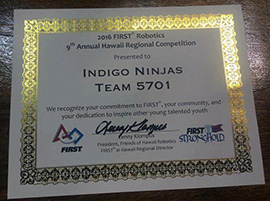 2016 FIRST® Robotics
9th Annual Hawaii Regional Competition
Presented to
INDIGO NINJAS
TEAM 5701
We recognize your commitment to FIRST®, your community, and
your dedication to inspire other young talented youth
Lenny Klompus
President, Friends of Hawaii Robotics
FIRST® in Hawaii Regional Director
FIRST
FIRST
STRONGHOLD